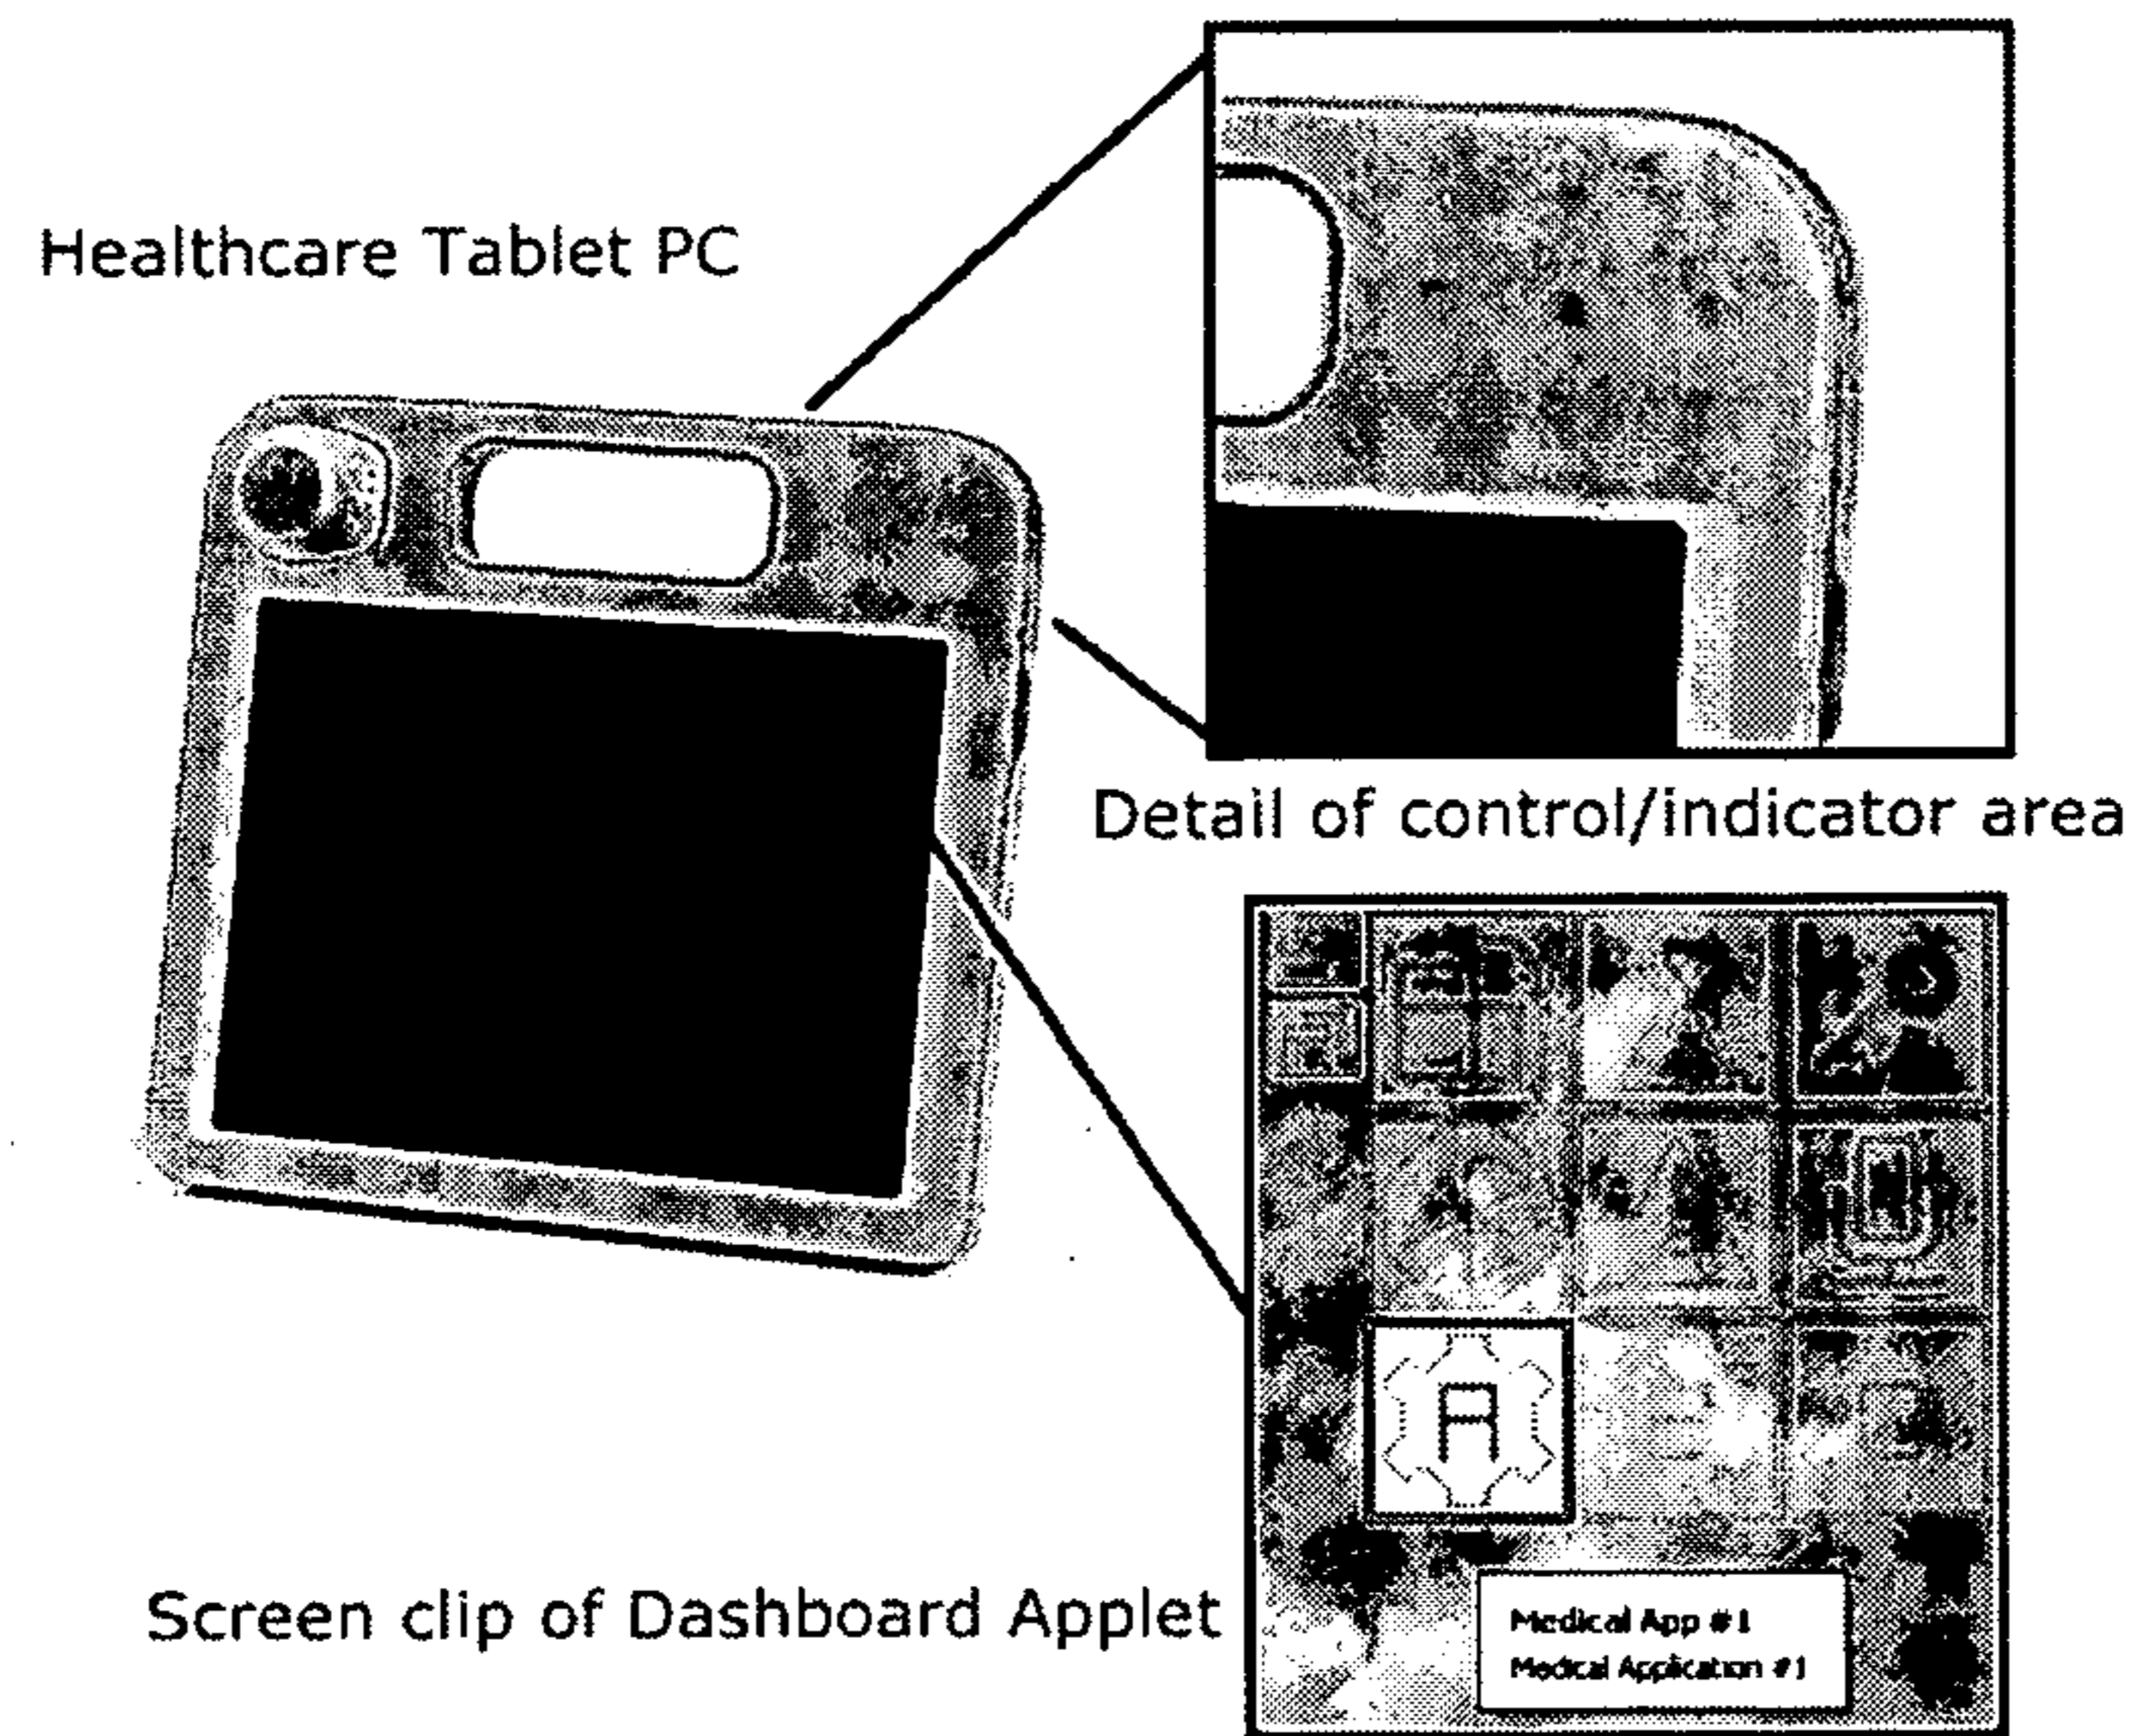 Healthcare Tablet PC
Detail of control/indicator area
A
Screen clip of Dashboard Applet
Medical App #1
Medical Application #1